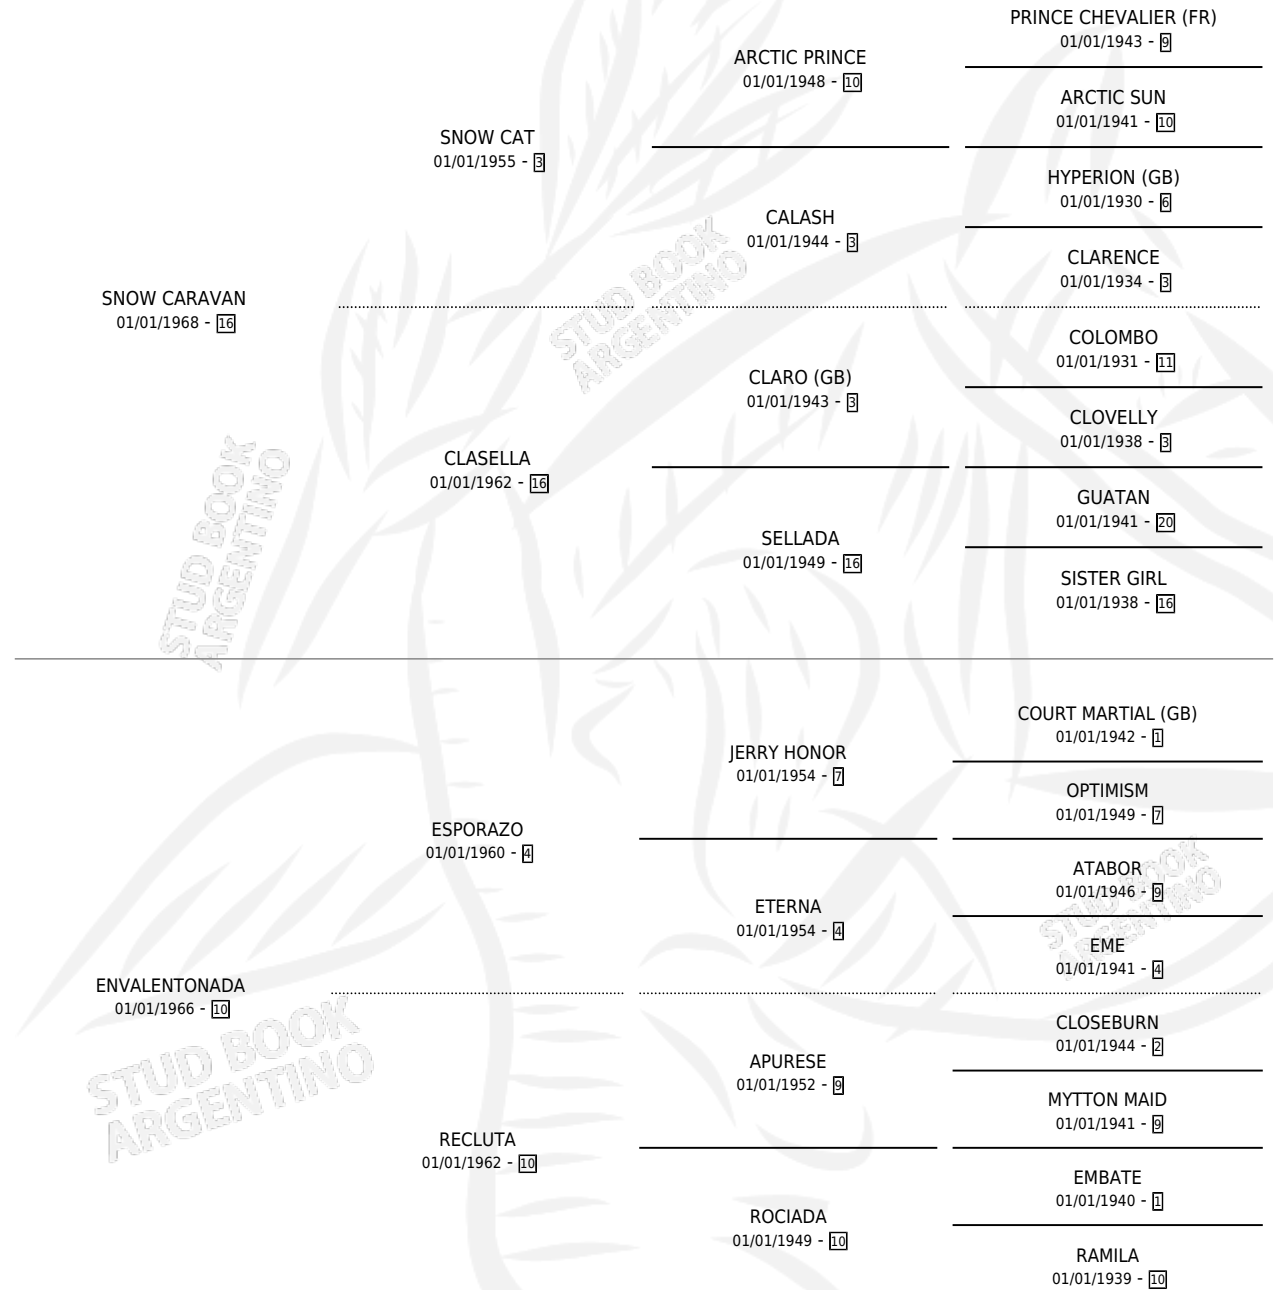 PRINCE CHEVALIER (FR)
01/01/1943 - 9
ARCTIC PRINCE
01/01/1948 - 10
ARCTIC SUN
01/01/1941 - 10
SNOW CAT
01/01/1955 - 3
HYPERION (GB)
01/01/1930 - 6
CALASH
01/01/1944 - 3
CLARENCE
01/01/1934 - 3
SNOW CARAVAN
01/01/1968 - 16
COLOMBO
01/01/1931 - 11
CLARO (GB)
01/01/1943 - 3
CLOVELLY
01/01/1938 - 3
CLASELLA
01/01/1962 - 16
GUATAN
01/01/1941 - 20
SELLADA
01/01/1949 - 16
SISTER GIRL
01/01/1938 - 16
COURT MARTIAL (GB)
01/01/1942 - 1
JERRY HONOR
01/01/1954 - 7
OPTIMISM
01/01/1949 - 7
ESPORAZO
01/01/1960 - 4
ATABOR
01/01/1946 - 9
ETERNA
01/01/1954 - 4
EME
01/01/1941 - 4
ENVALENTONADA
01/01/1966 - 10
CLOSEBURN
01/01/1944 - 2
APURESE
01/01/1952 - 9
MYTTON MAID
01/01/1941 - 9
RECLUTA
01/01/1962 - 10
EMBATE
01/01/1940 - 1
ROCIADA
01/01/1949 - 10
RAMILA
01/01/1939 - 10
STUD BOOK
ARGENTINO
STUD BOOK
ARGENTINO
STUD BOOK
ARGENTINO
STUD BOOK
ARGENTINO